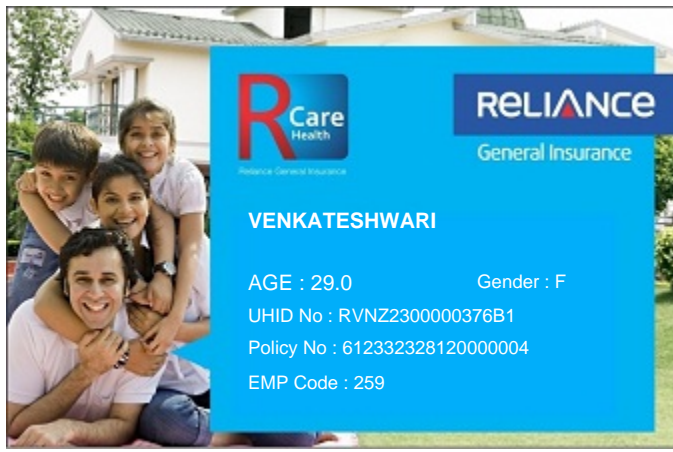 R Care
Health
Reliance General Insurance
RELIANCE
General Insurance
VENKATESHWARI
AGE : 29.0 Gender : F
UHID No : RVNZ2300000376B1
Policy No : 612332328120000004
EMP Code : 259